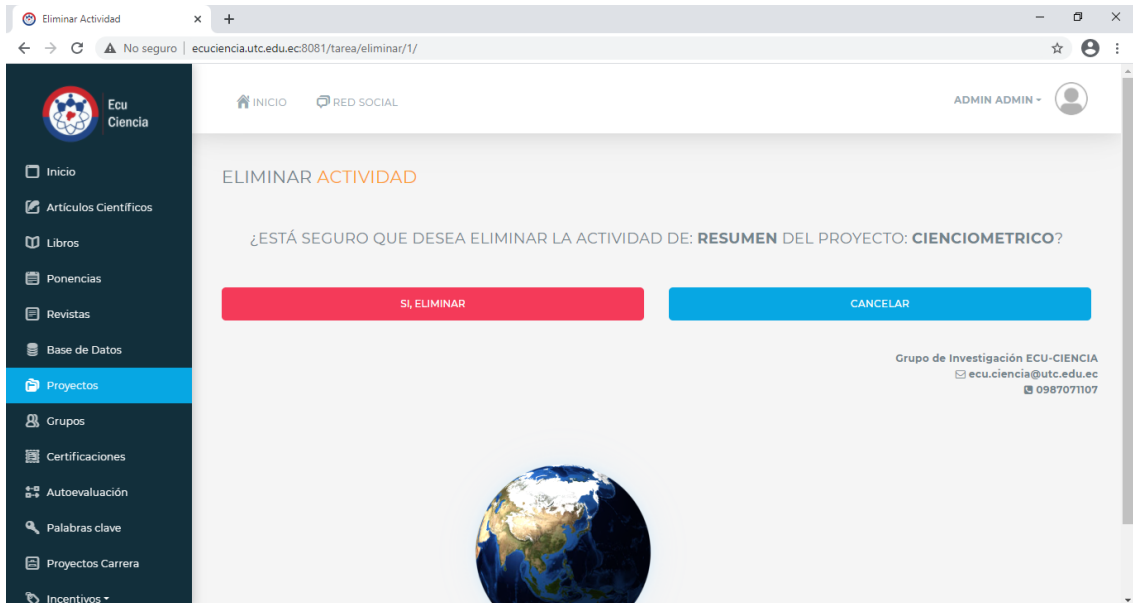 Eliminar Actividad
No seguro | ecuciencia.utc.edu.ec:8081/tarea/eliminar/1/
Ecu
Ciencia
INICIO RED SOCIAL ADMIN ADMIN
Inicio
Artículos Científicos
Libros
Ponencias
Revistas
Base de Datos
Proyectos
Grupos
Certificaciones
Autoevaluación
Palabras clave
Proyectos Carrera
Incentivos
ELIMINAR ACTIVIDAD
¿ESTÁ SEGURO QUE DESEA ELIMINAR LA ACTIVIDAD DE: RESUMEN DEL PROYECTO: CIENCIOMETRICO?
SI, ELIMINAR CANCELAR
Grupo de Investigación ECU-CIENCIA
ecu.ciencia@utc.edu.ec
0987071107